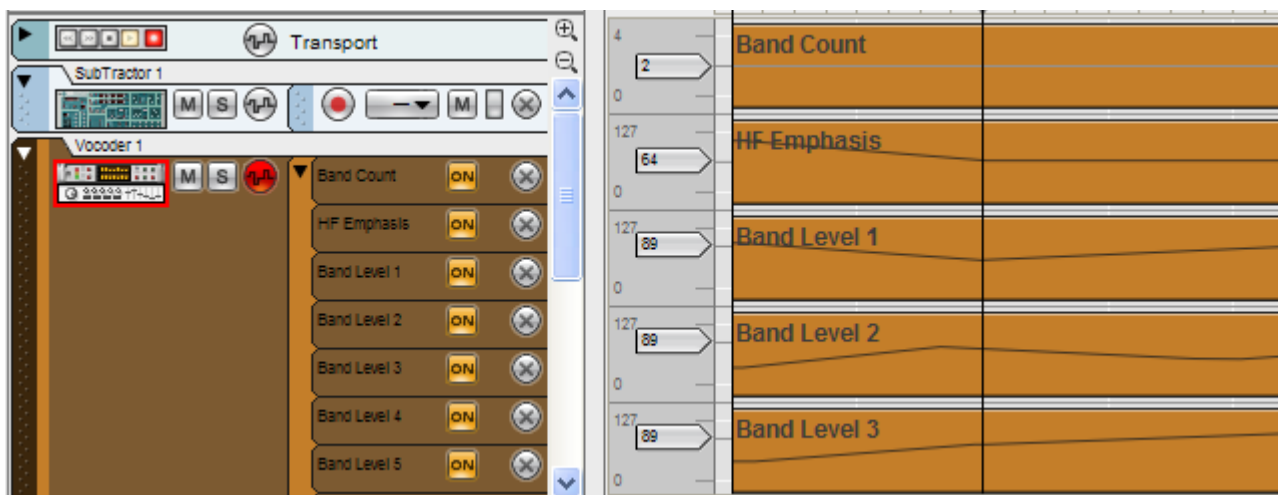 Transport
SubTractor 1
M S M
Vocoder 1
M S
Band Count ON
HF Emphasis ON
Band Level 1 ON
Band Level 2 ON
Band Level 3 ON
Band Level 4 ON
Band Level 5 ON
4
2
0
Band Count
127
64
0
HF Emphasis
127
89
0
Band Level 1
127
89
0
Band Level 2
127
89
0
Band Level 3